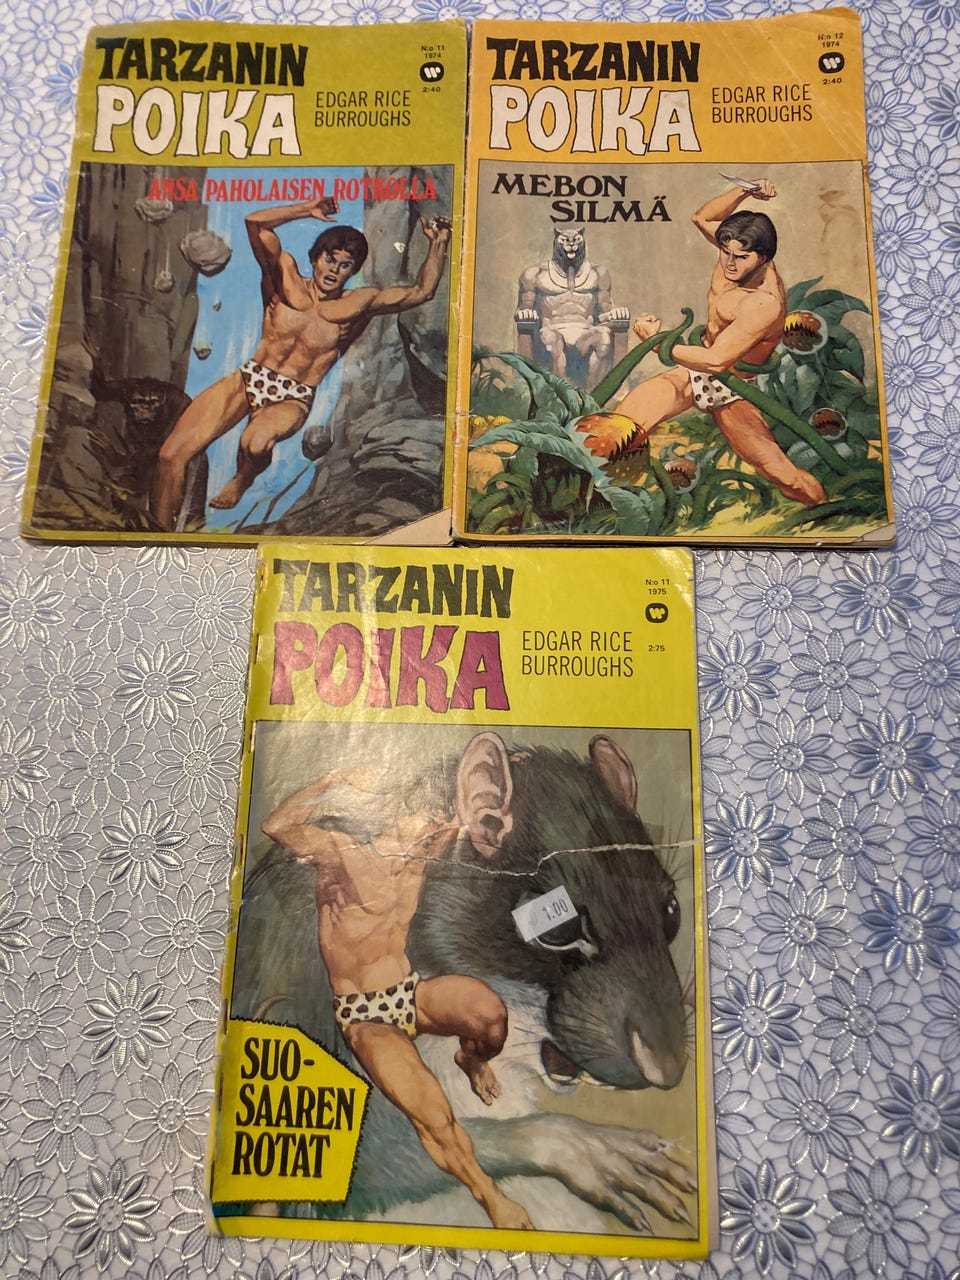 TARZANIN
POIKA
EDGAR RICE
BURROUGHS
N:o 11
1974
2:40
ANSA PAHOLAISEN ROTKOLLA
TARZANIN
POIKA
EDGAR RICE
BURROUGHS
N:o 12
1974
2:40
MEBON
SILMÄ
TARZANIN
POIKA
EDGAR RICE
BURROUGHS
N:o 11
1975
2:75
1.00
SUO-
SAAREN
ROTAT